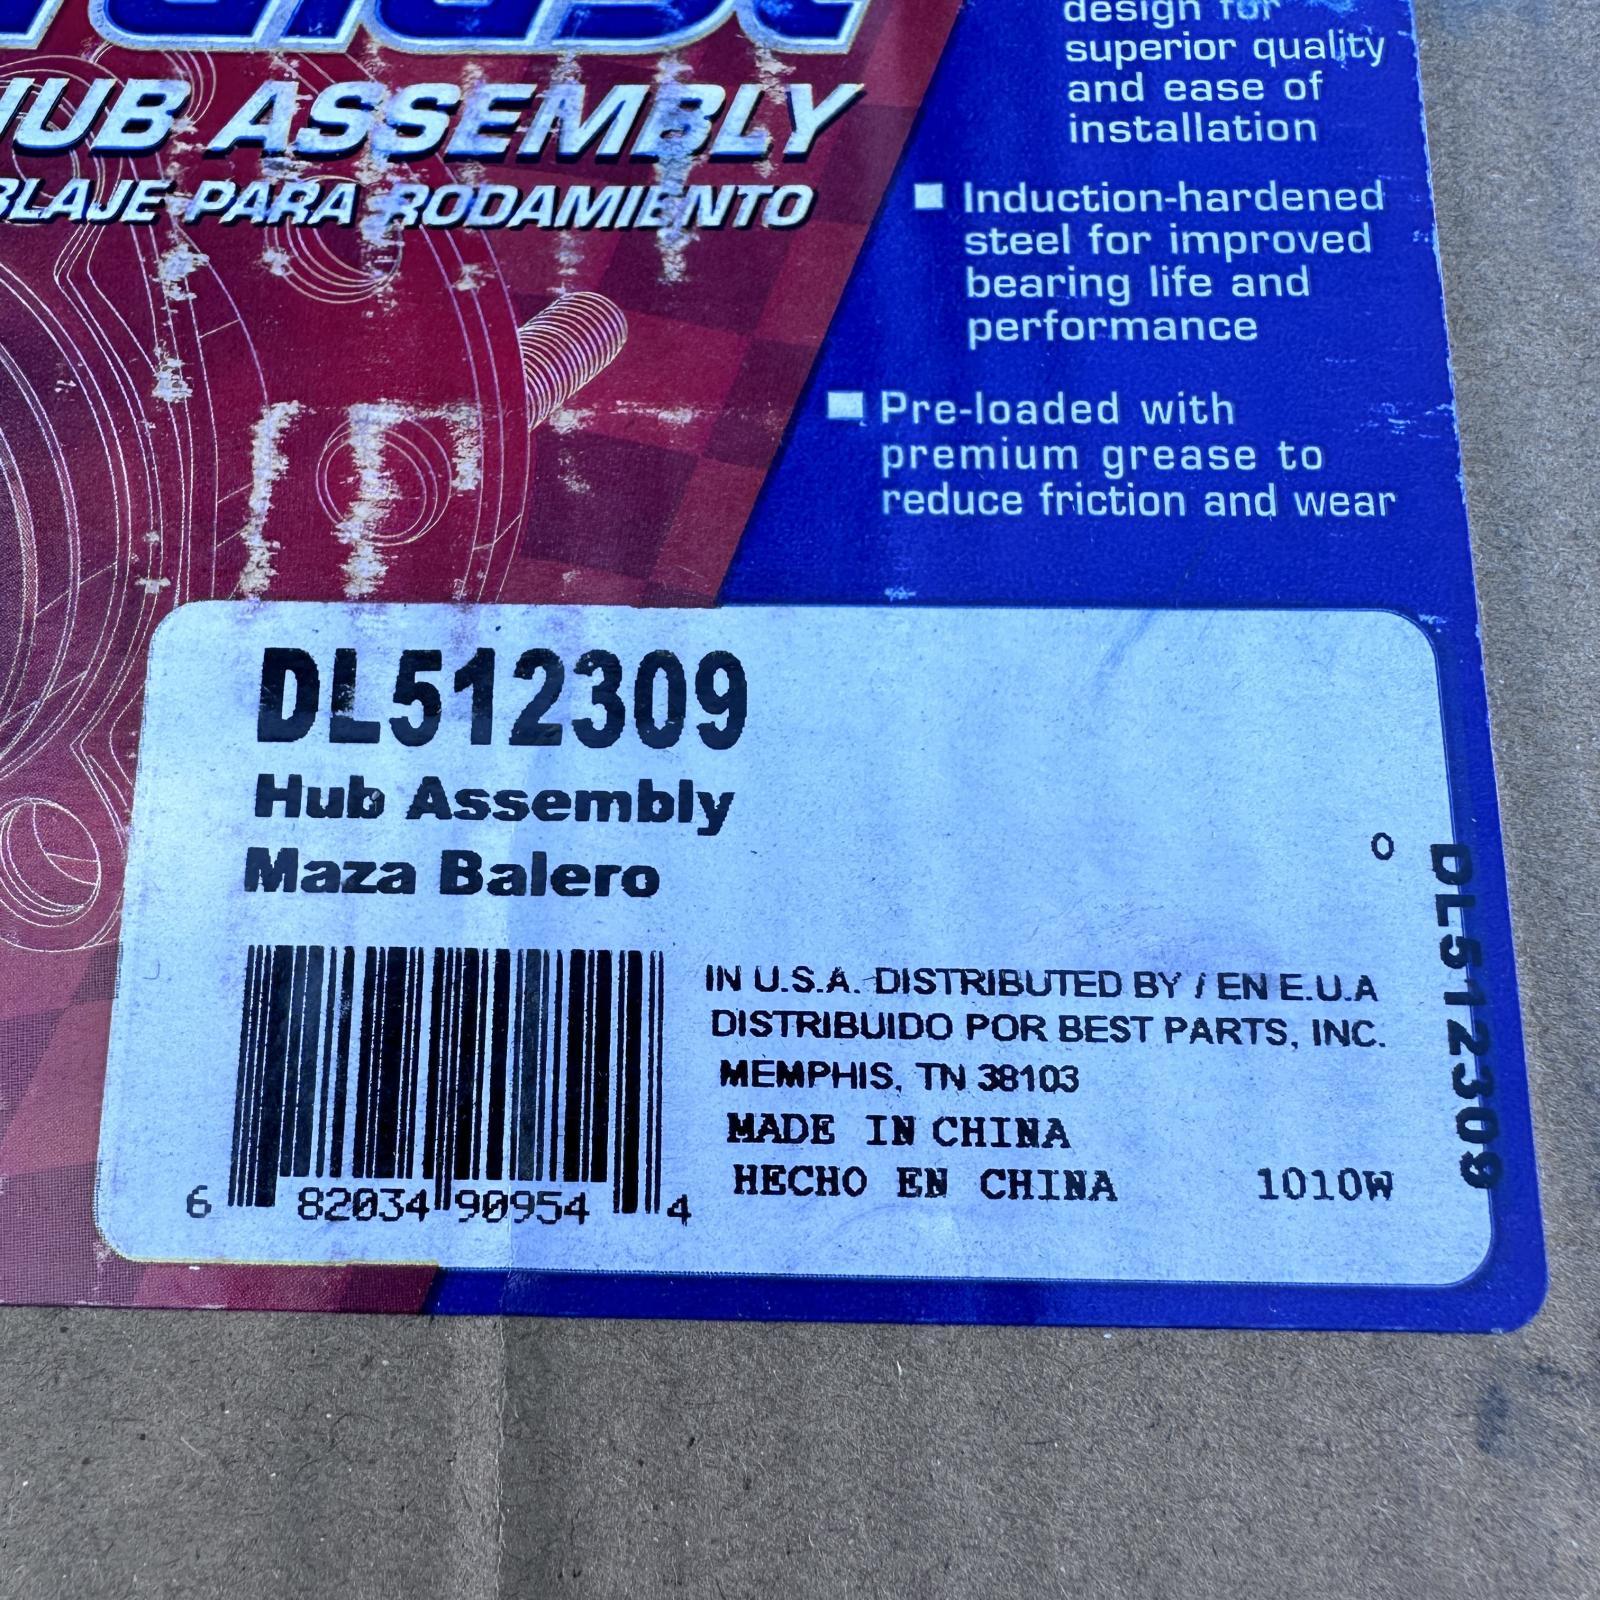 HUB ASSEMBLY
PARA RODAMIENTO
design for
superior quality
and ease of
installation
■ Induction-hardened
steel for improved
bearing life and
performance
■ Pre-loaded with
premium grease to
reduce friction and wear
DL512309
Hub Assembly
Maza Balero
0
DL512309
IN U.S.A. DISTRIBUTED BY / EN E.U.A
DISTRIBUIDO POR BEST PARTS, INC.
MEMPHIS, TN 38103
MADE IN CHINA
HECHO EN CHINA 1010W
6 82034 90954 4